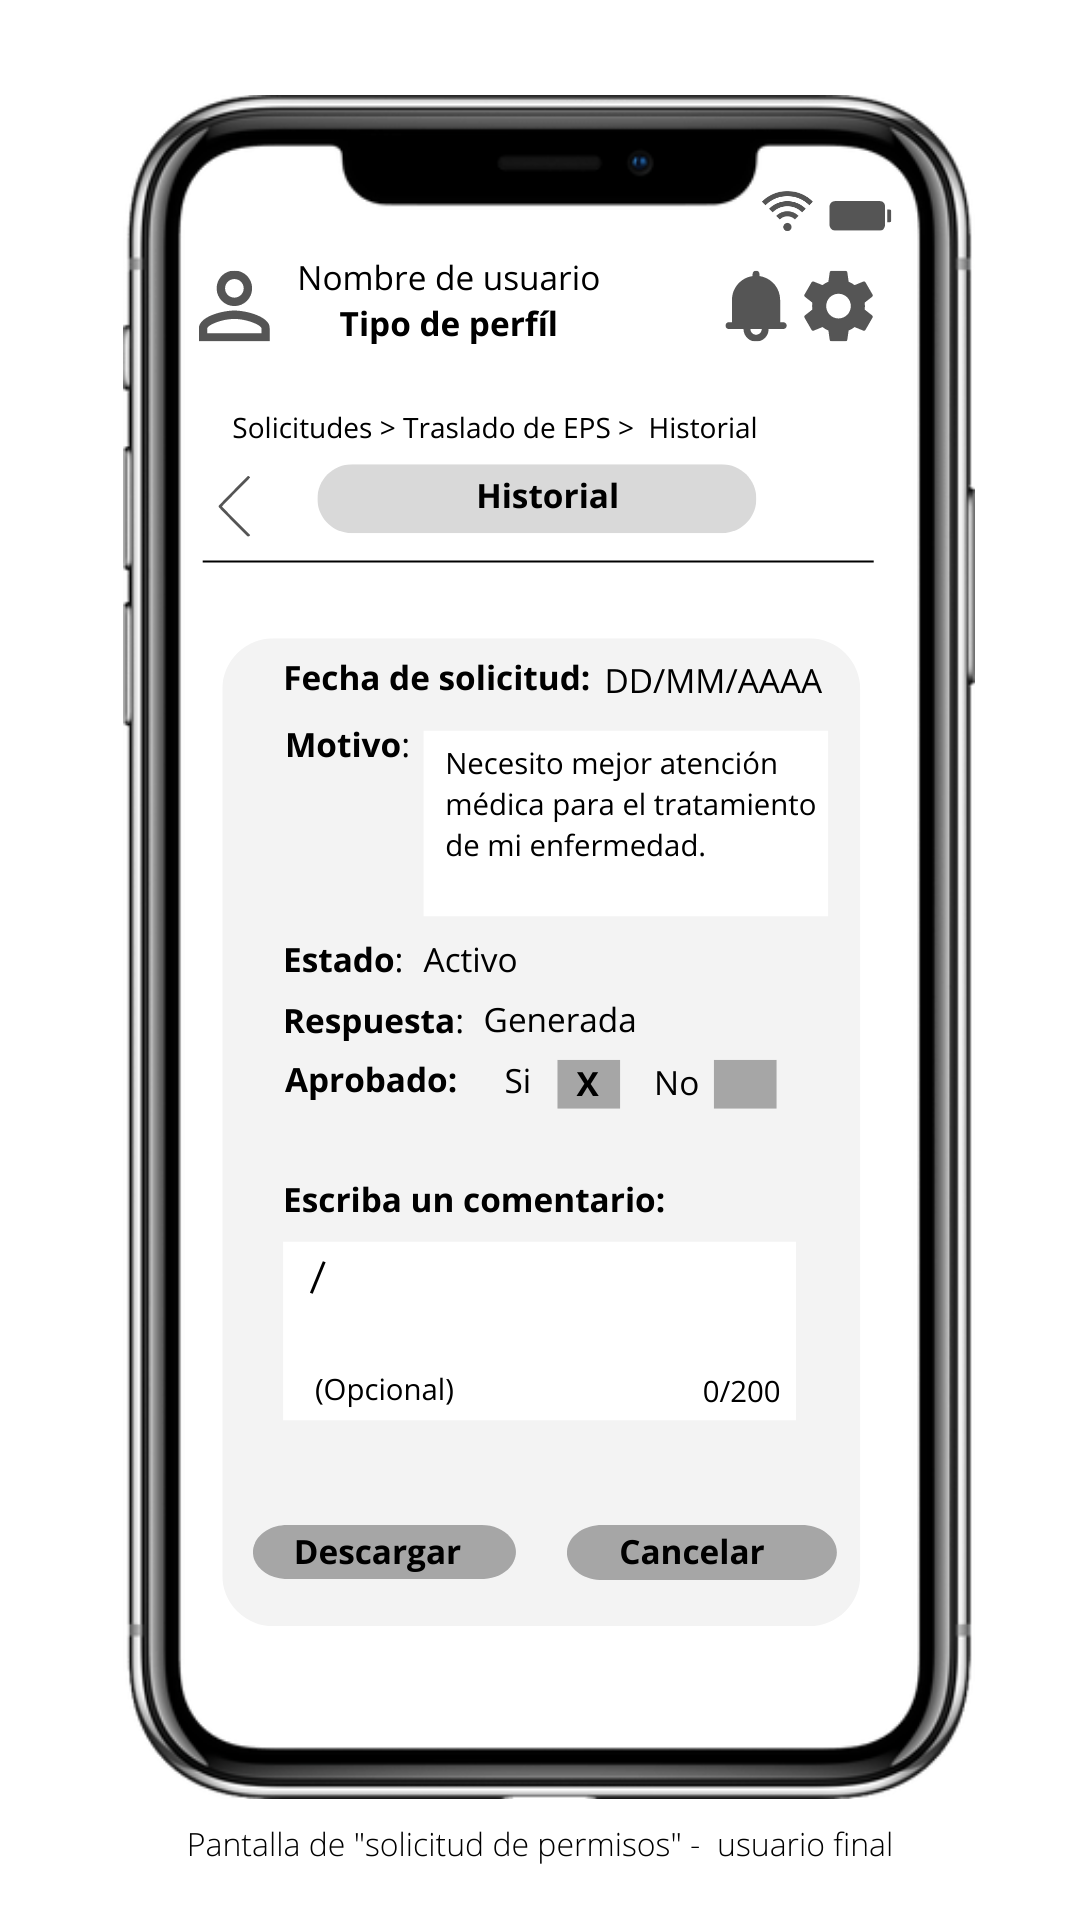 Nombre de usuario
Tipo de perfíl
Solicitudes > Traslado de EPS > Historial
Historial
Fecha de solicitud: DD/MM/AAAA
Motivo: Necesito mejor atención
médica para el tratamiento
de mi enfermedad.
Estado: Activo
Respuesta: Generada
Aprobado: Si X No
Escriba un comentario:
/
(Opcional) 0/200
Descargar Cancelar
Pantalla de "solicitud de permisos" - usuario final